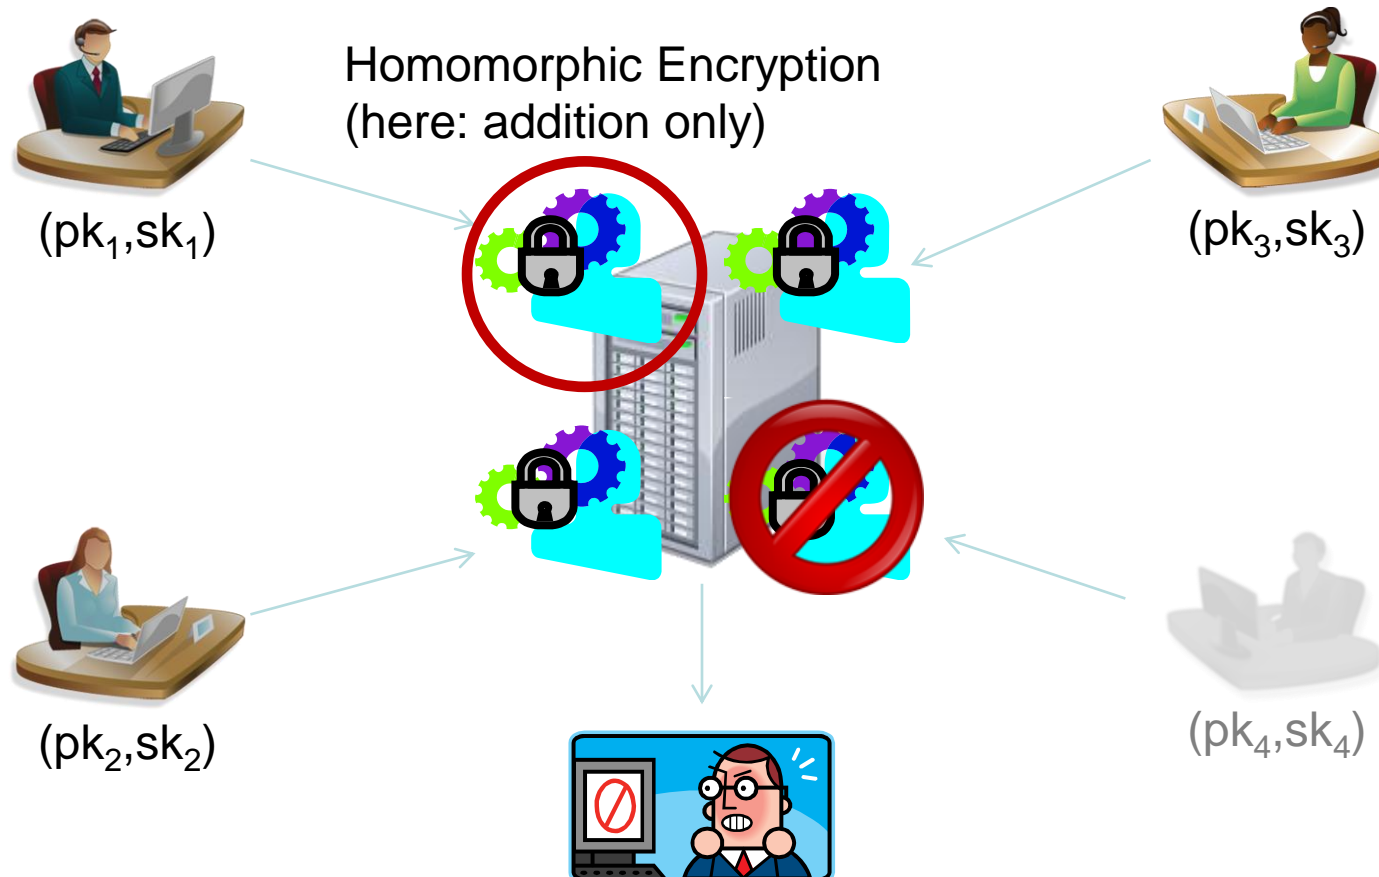 Homomorphic Encryption
(here: addition only)
(pk₁,sk₁)
(pk₃,sk₃)
(pk₂,sk₂)
(pk₄,sk₄)